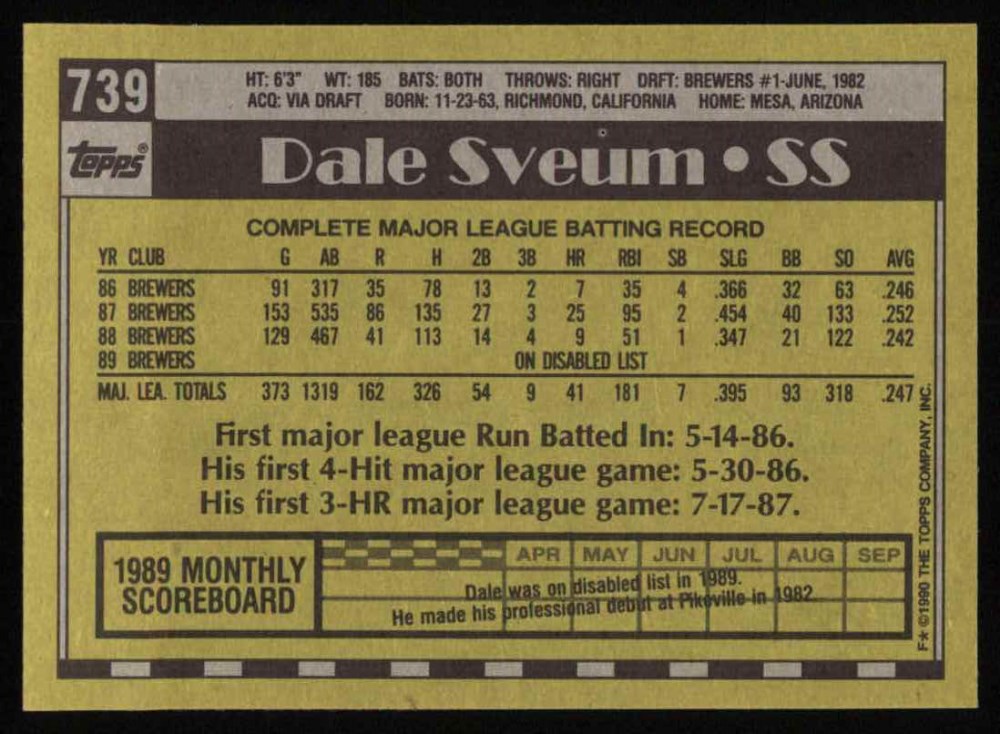 739
HT: 6'3" WT: 185 BATS: BOTH THROWS: RIGHT DRFT: BREWERS #1-JUNE, 1982
ACQ: VIA DRAFT BORN: 11-23-63, RICHMOND, CALIFORNIA HOME: MESA, ARIZONA
Topps®
Dale Sveum • SS
COMPLETE MAJOR LEAGUE BATTING RECORD
YR CLUB G AB R H 2B 3B HR RBI SB SLG BB SO AVG
86 BREWERS 91 317 35 78 13 2 7 35 4 .366 32 63 .246
87 BREWERS 153 535 86 135 27 3 25 95 2 .454 40 133 .252
88 BREWERS 129 467 41 113 14 4 9 51 1 .347 21 122 .242
89 BREWERS ON DISABLED LIST
MAJ. LEA. TOTALS 373 1319 162 326 54 9 41 181 7 .395 93 318 .247
First major league Run Batted In: 5-14-86.
His first 4-Hit major league game: 5-30-86.
His first 3-HR major league game: 7-17-87.
1989 MONTHLY
SCOREBOARD
APR MAY JUN JUL AUG SEP
Dale was on disabled list in 1989.
He made his professional debut at Pikeville in 1982
F* ©1990 THE TOPPS COMPANY, INC.